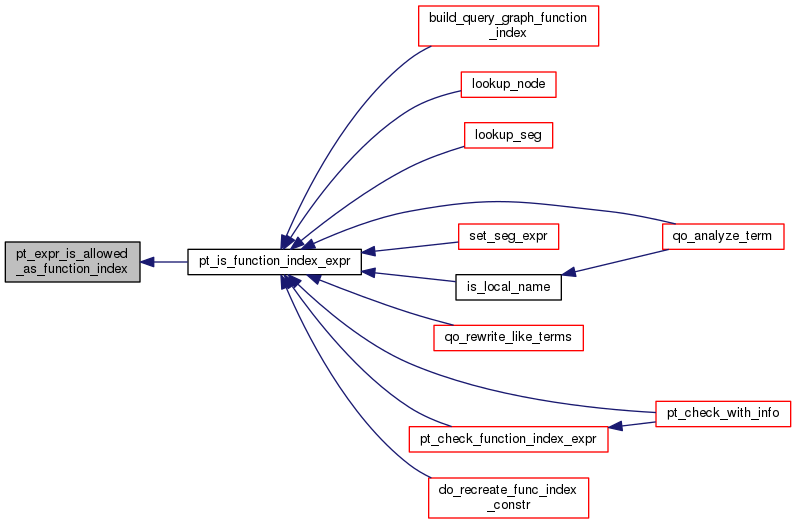 build_query_graph_function
_index
lookup_node
lookup_seg
pt_expr_is_allowed
_as_function_index
pt_is_function_index_expr
set_seg_expr
qo_analyze_term
is_local_name
qo_rewrite_like_terms
pt_check_with_info
pt_check_function_index_expr
do_recreate_func_index
_constr